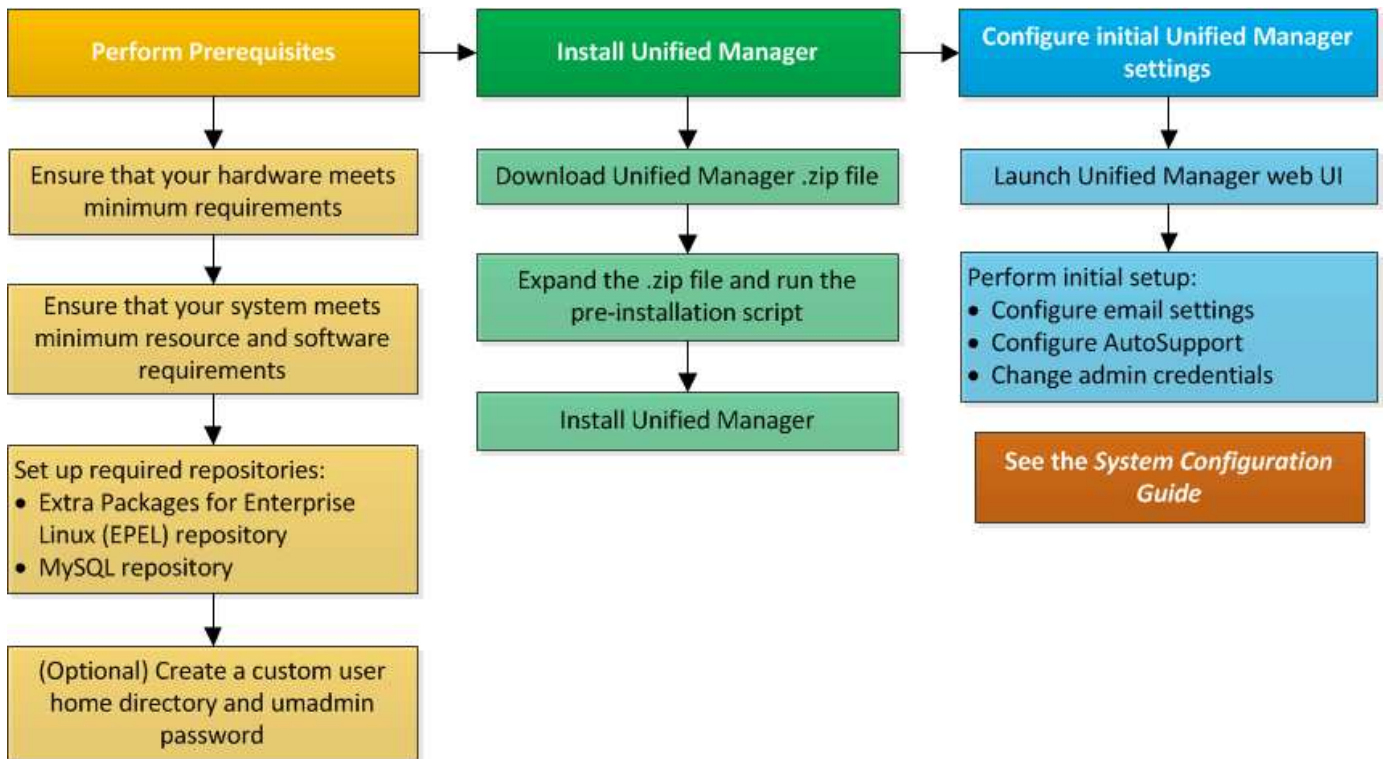 Perform Prerequisites
Ensure that your hardware meets
minimum requirements
Ensure that your system meets
minimum resource and software
requirements
Set up required repositories:
• Extra Packages for Enterprise
Linux (EPEL) repository
• MySQL repository
(Optional) Create a custom user
home directory and umadmin
password
Install Unified Manager
Download Unified Manager .zip file
Expand the .zip file and run the
pre-installation script
Install Unified Manager
Configure initial Unified Manager
settings
Launch Unified Manager web UI
Perform initial setup:
• Configure email settings
• Configure AutoSupport
• Change admin credentials
See the System Configuration
Guide